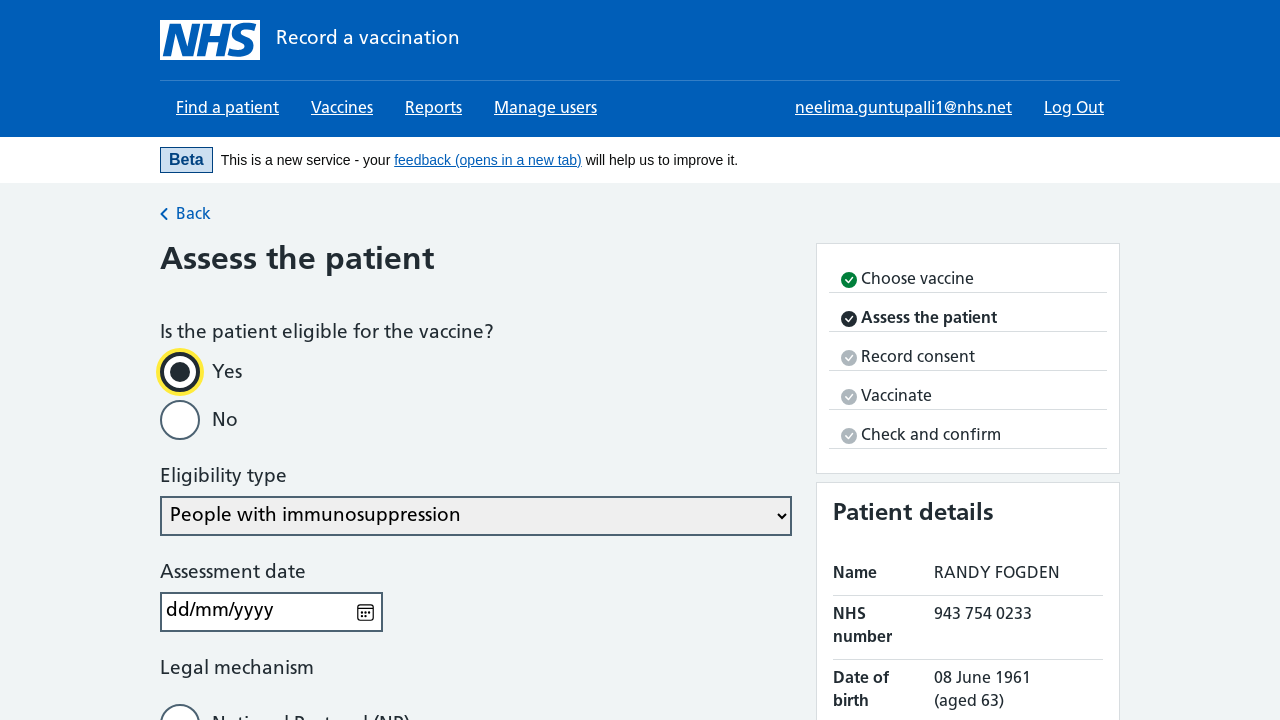 NHS Record a vaccination
Find a patient Vaccines Reports Manage users neelima.guntupalli1@nhs.net Log Out
Beta This is a new service - your feedback (opens in a new tab) will help us to improve it.
Back
Assess the patient
Is the patient eligible for the vaccine?
Yes
No
Eligibility type
People with immunosuppression
Assessment date
dd/mm/yyyy
Legal mechanism
National Protocol (NP)
Choose vaccine
Assess the patient
Record consent
Vaccinate
Check and confirm
Patient details
Name RANDY FOGDEN
NHS number 943 754 0233
Date of birth 08 June 1961 (aged 63)